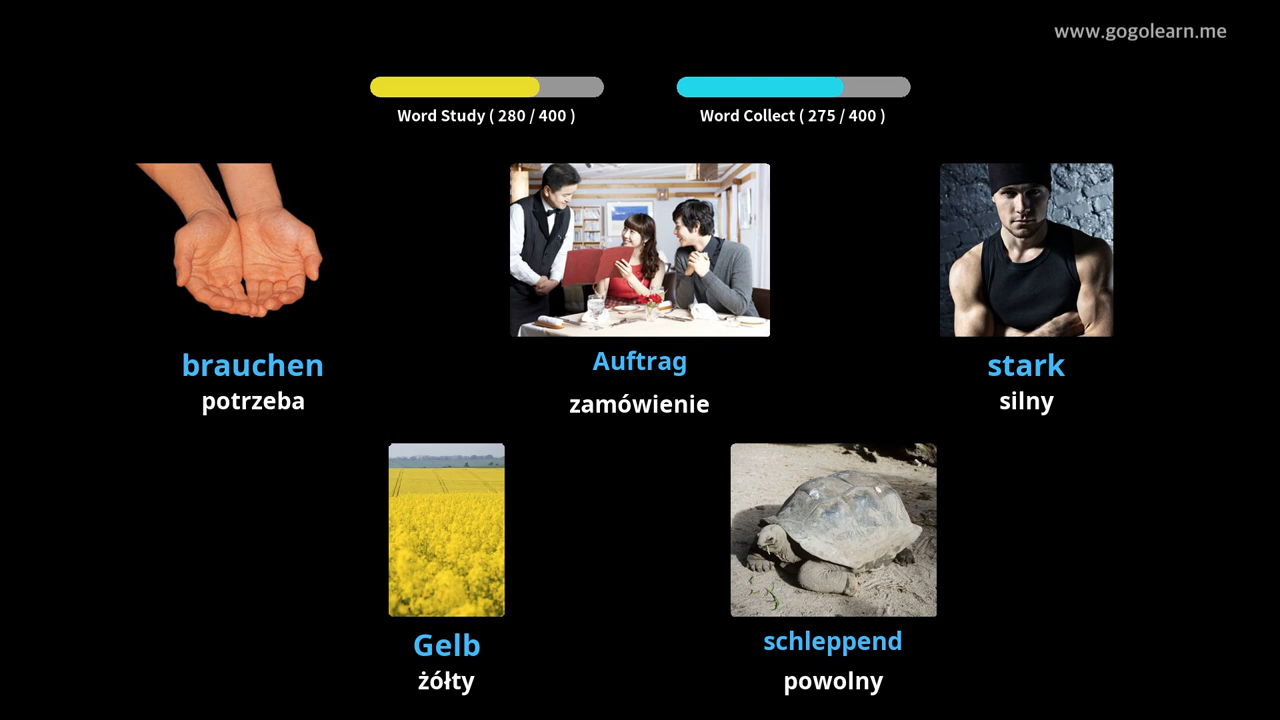 www.gogolearn.me
Word Study ( 280 / 400 )
Word Collect ( 275 / 400 )
brauchen
potrzeba
Auftrag
zamówienie
stark
silny
Gelb
żółty
schleppend
powolny